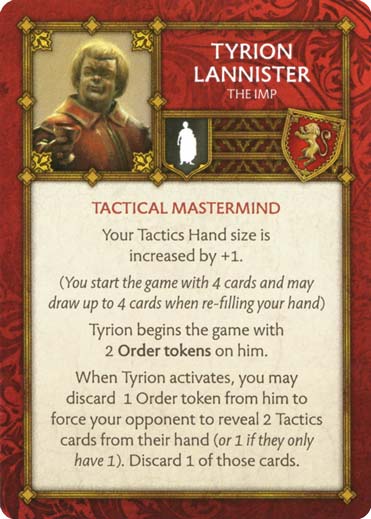 TYRION
LANNISTER
THE IMP
TACTICAL MASTERMIND
Your Tactics Hand size is
increased by +1.
(You start the game with 4 cards and may
draw up to 4 cards when re-filling your hand)
Tyrion begins the game with
2 Order tokens on him.
When Tyrion activates, you may
discard 1 Order token from him to
force your opponent to reveal 2 Tactics
cards from their hand (or 1 if they only
have 1). Discard 1 of those cards.